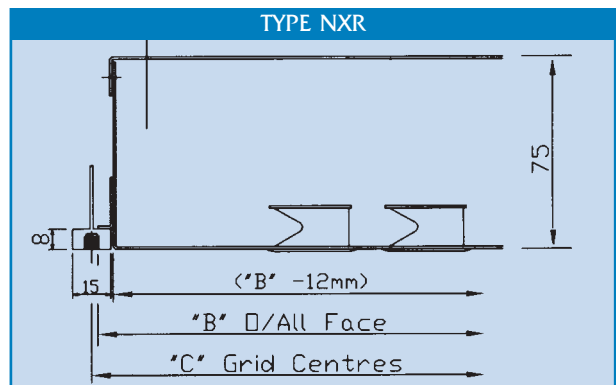 TYPE NXR
75
8
15
("B" -12mm)
"B" O/All Face
"C" Grid Centres